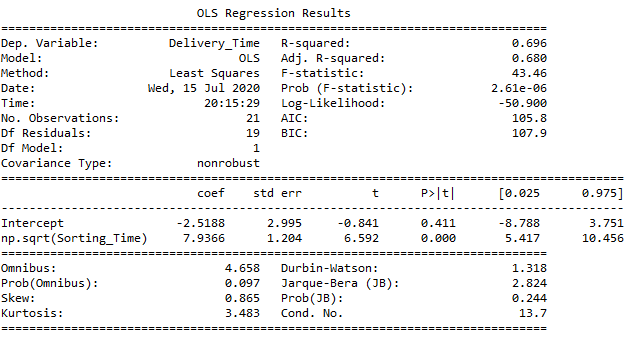 OLS Regression Results
==============================================================================
Dep. Variable:          Delivery_Time   R-squared:                       0.696
Model:                            OLS   Adj. R-squared:                  0.680
Method:                 Least Squares   F-statistic:                     43.46
Date:                Wed, 15 Jul 2020   Prob (F-statistic):           2.61e-06
Time:                        20:15:29   Log-Likelihood:                -50.900
No. Observations:                  21   AIC:                             105.8
Df Residuals:                      19   BIC:                             107.9
Df Model:                           1
Covariance Type:            nonrobust
=========================================================================================
                            coef    std err          t      P>|t|      [0.025      0.975]
-----------------------------------------------------------------------------------------
Intercept                -2.5188      2.995     -0.841      0.411      -8.788       3.751
np.sqrt(Sorting_Time)     7.9366      1.204      6.592      0.000       5.417      10.456
==============================================================================
Omnibus:                        4.658   Durbin-Watson:                   1.318
Prob(Omnibus):                  0.097   Jarque-Bera (JB):                2.824
Skew:                           0.865   Prob(JB):                        0.244
Kurtosis:                       3.483   Cond. No.                         13.7
==============================================================================